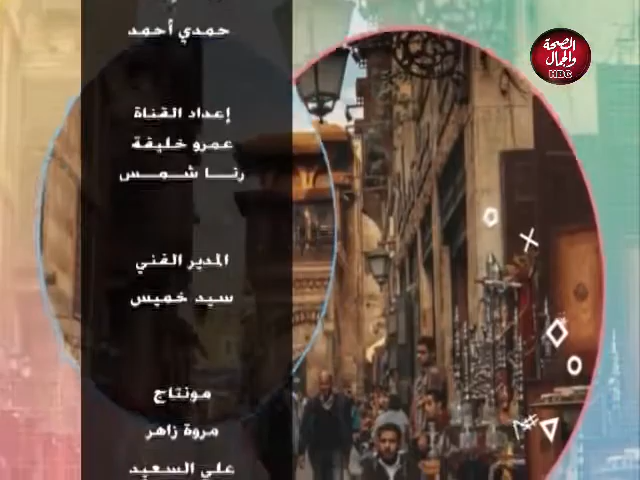 حمدي أحمد
إعداد القناة
عمرو خليفة
رنا شمس
المدير الفني
سيد خميس
مونتاج
مروة زاهر
علي السعيد
الصحة
والجمال
HBC